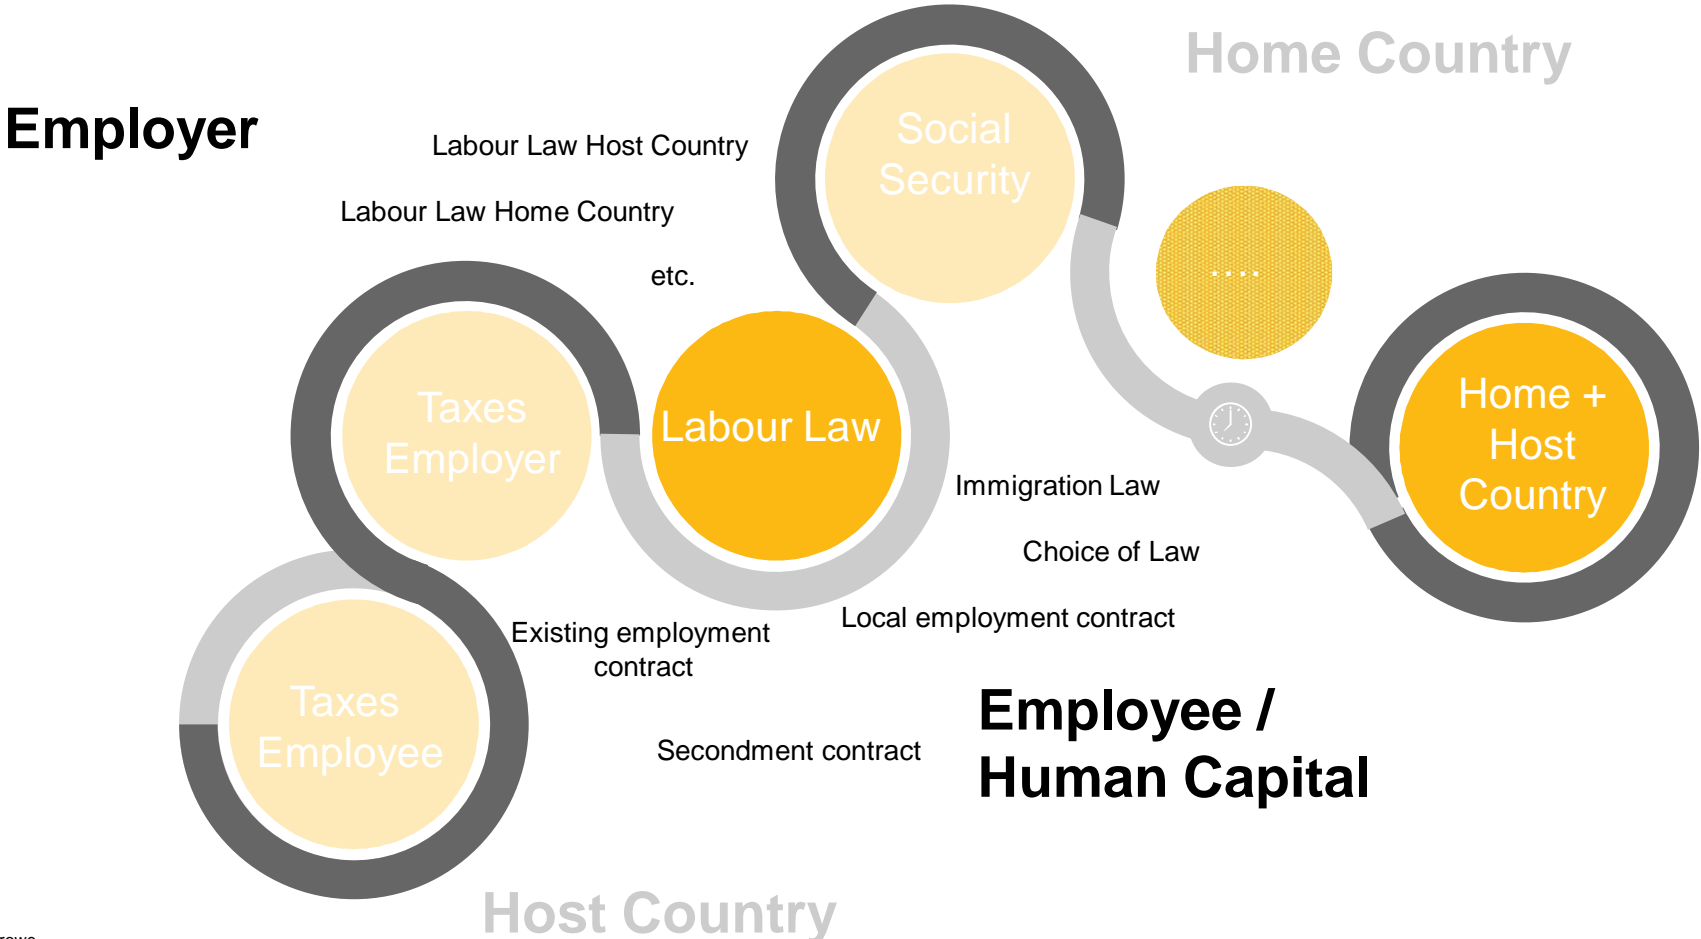 Home Country
Employer
Labour Law Host Country
Labour Law Home Country
etc.
Social
Security
....
Taxes
Employer
Labour Law
Home +
Host
Country
Immigration Law
Choice of Law
Local employment contract
Existing employment
contract
Secondment contract
Taxes
Employee
Employee /
Human Capital
Host Country